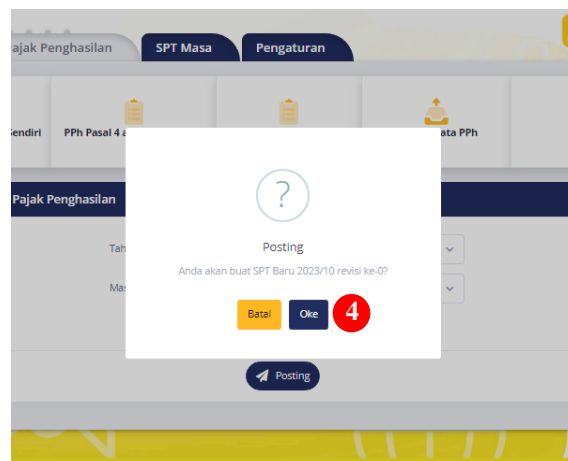 ajak Penghasilan SPT Masa Pengaturan
endiri PPh Pasal 4 ata PPh
Pajak Penghasilan
?
Posting
Tah
Anda akan buat SPT Baru 2023/10 revisi ke-0?
Mas
Batal Oke 4
Posting